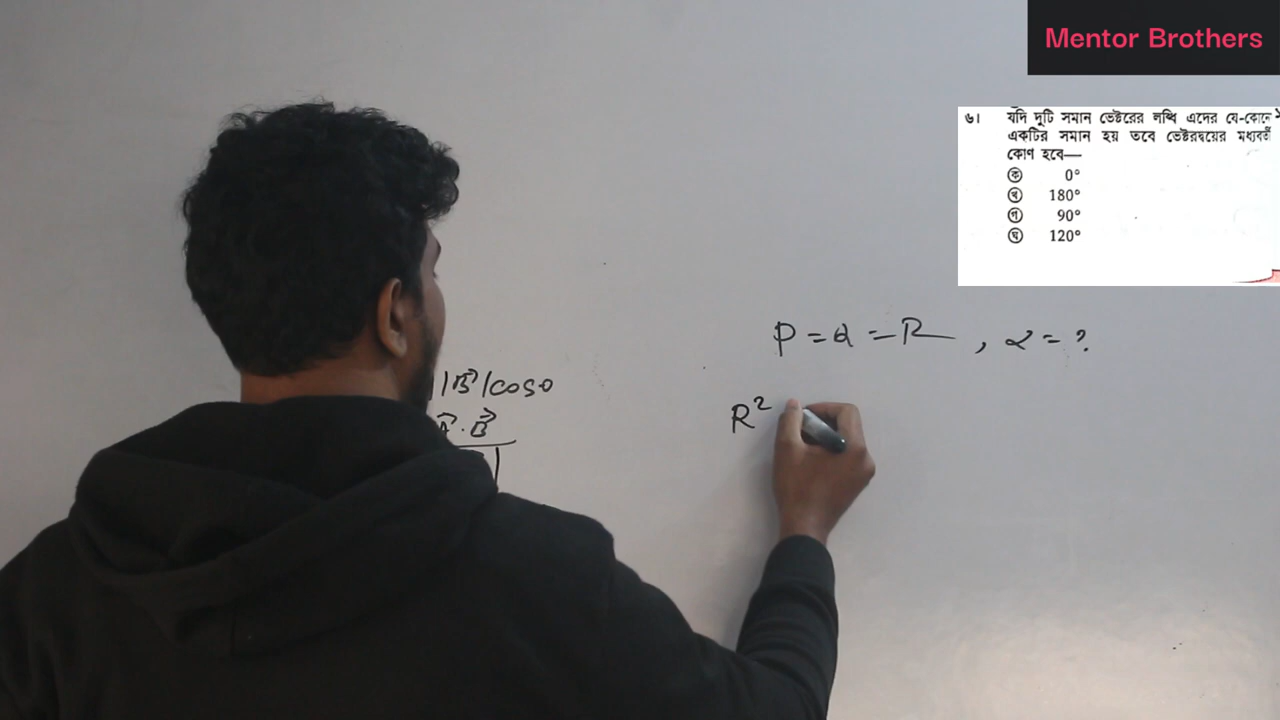 Mentor Brothers
৬। যদি দুটি সমান ভেক্টরের লব্ধি এদের যে-কোনে
একটির সমান হয় তবে ভেক্টরদ্বয়ের মধ্যবর্তী
কোণ হবে—
ক 0°
খ 180°
গ 90°
ঘ 120°
P = Q = R , α = ?
|B⃗|cosθ
R²
A⃗ . B⃗